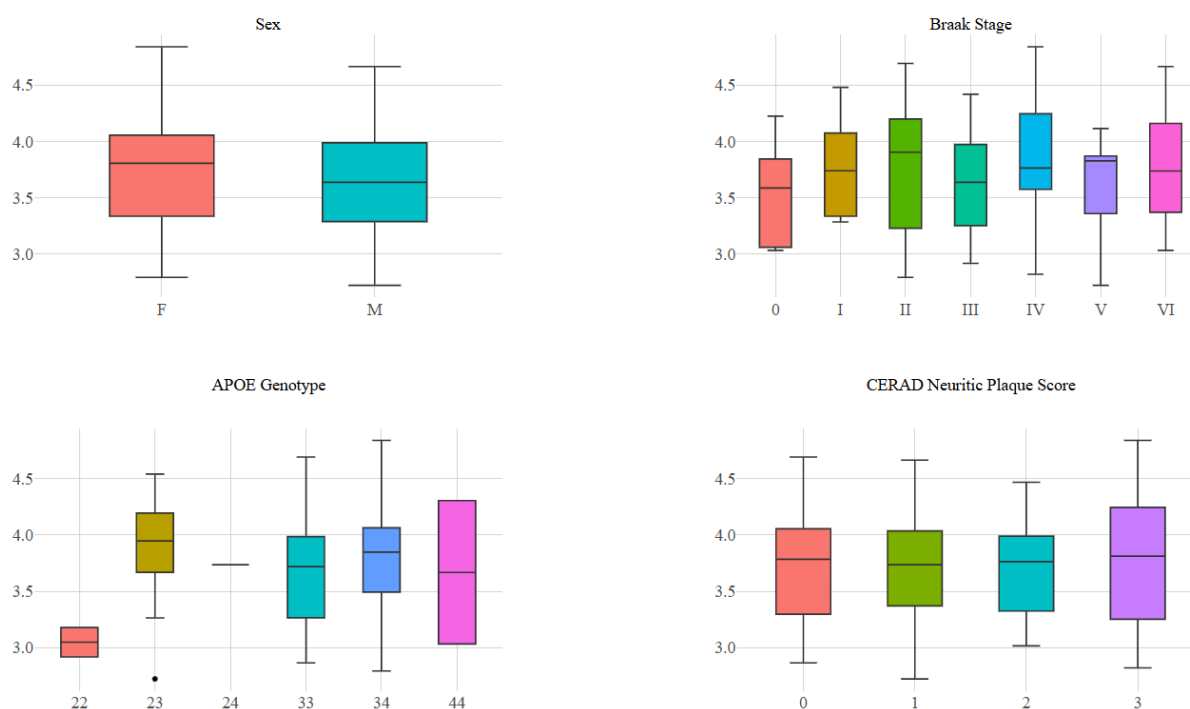 Sex
4.5
4.0
3.5
3.0
F M
Braak Stage
4.5
4.0
3.5
3.0
0 I II III IV V VI
APOE Genotype
4.5
4.0
3.5
3.0
22 23 24 33 34 44
CERAD Neuritic Plaque Score
4.5
4.0
3.5
3.0
0 1 2 3